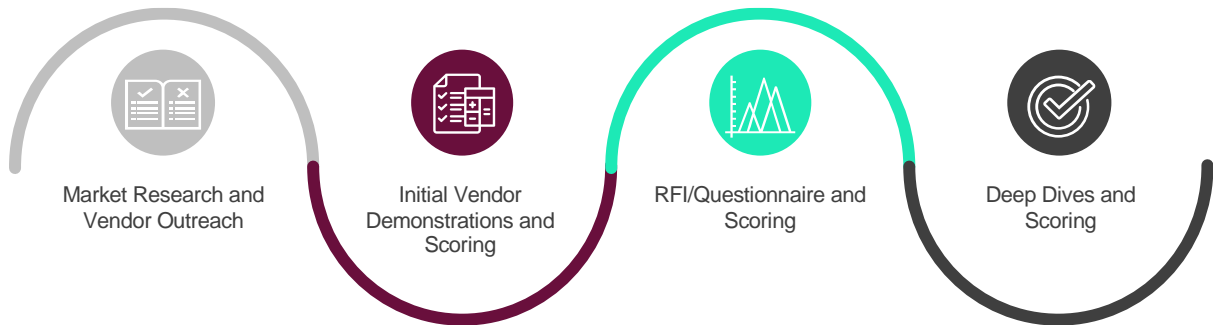 Market Research and
Vendor Outreach
Initial Vendor
Demonstrations and
Scoring
RFI/Questionnaire and
Scoring
Deep Dives and
Scoring